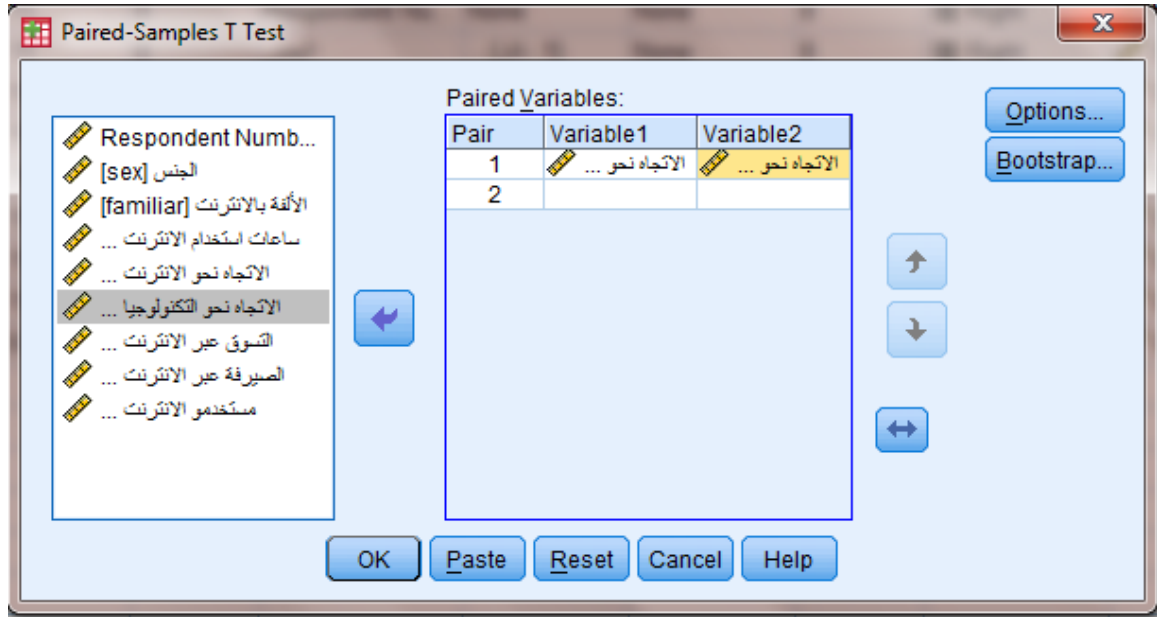 Paired-Samples T Test
Paired Variables:
Options...
Bootstrap...
Respondent Numb...
الجنس [sex]
الألفة بالانترنت [familiar]
ساعات استخدام الانترنت ...
الاتجاه نحو الانترنت ...
الاتجاه نحو التكنولوجيا ...
التسوق عبر الانترنت ...
الصيرفة عبر الانترنت ...
مستخدمو الانترنت ...
Pair Variable1 Variable2
1 الاتجاه نحو ... الاتجاه نحو ...
2
OK Paste Reset Cancel Help